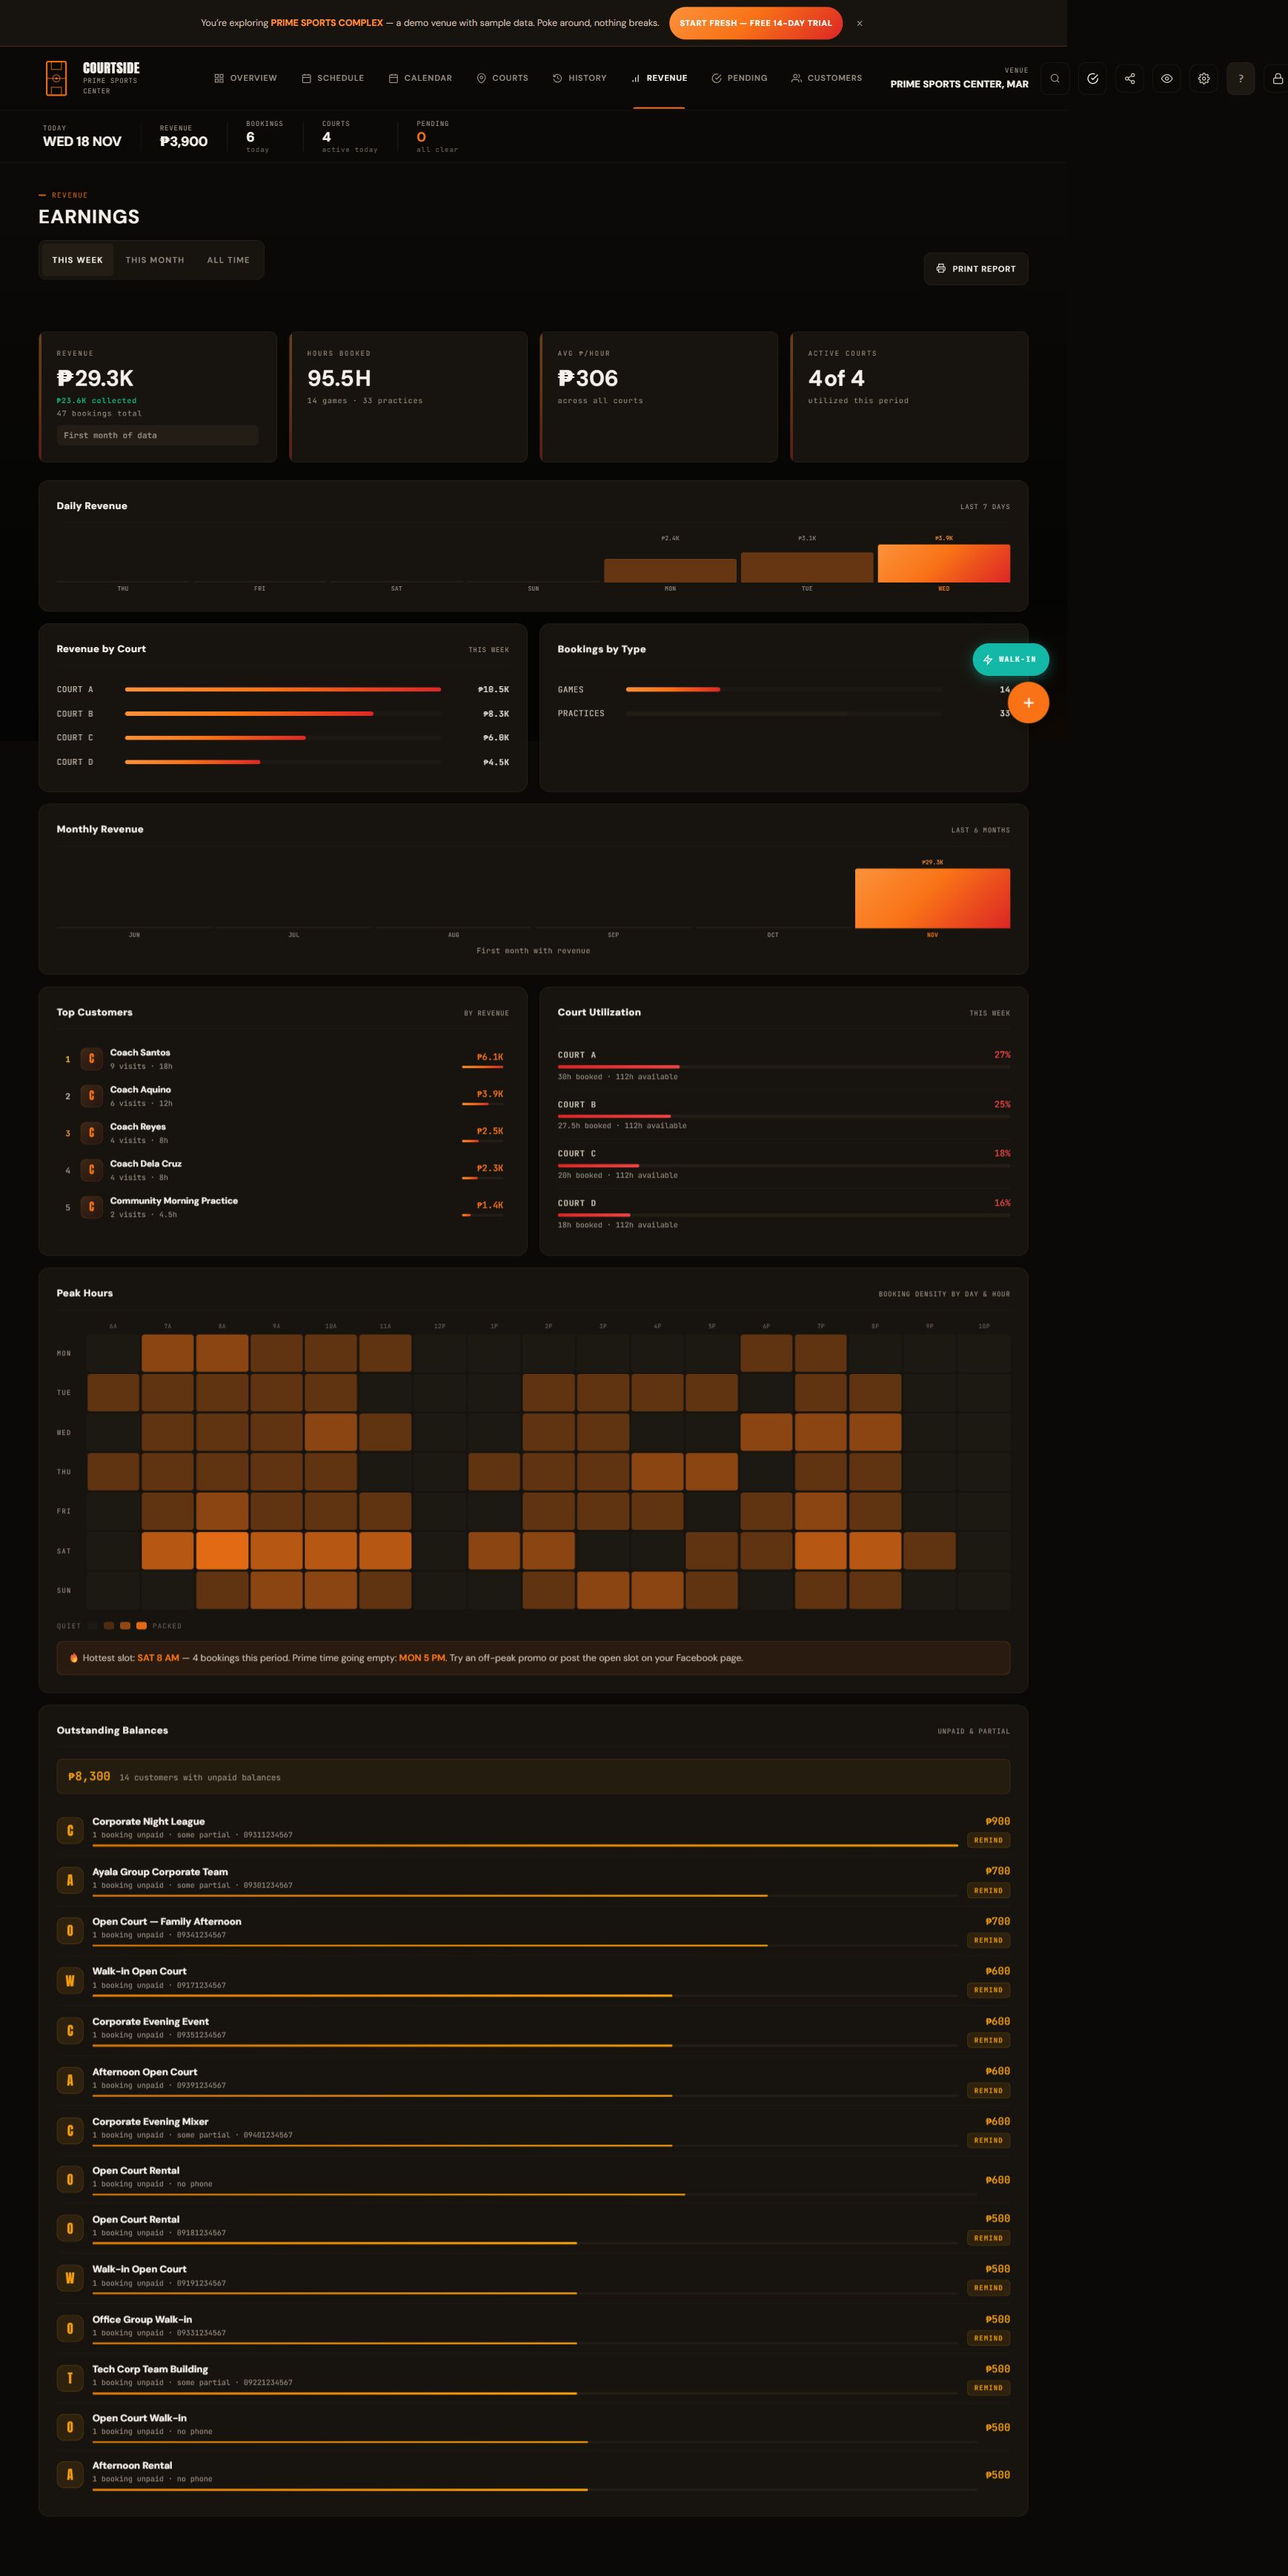 You're exploring PRIME SPORTS COMPLEX — a demo venue with sample data. Poke around, nothing breaks.
START FRESH — FREE 14-DAY TRIAL
×
COURTSIDE
PRIME SPORTS
CENTER
OVERVIEW
SCHEDULE
CALENDAR
COURTS
HISTORY
REVENUE
PENDING
CUSTOMERS
VENUE
PRIME SPORTS CENTER, MAR
?
TODAY
WED 18 NOV
REVENUE
₱3,900
BOOKINGS
6
today
COURTS
4
active today
PENDING
0
all clear
REVENUE
EARNINGS
THIS WEEK
THIS MONTH
ALL TIME
PRINT REPORT
REVENUE
₱29.3K
₱23.6K collected
47 bookings total
First month of data
HOURS BOOKED
95.5H
14 games · 33 practices
AVG ₱/HOUR
₱306
across all courts
ACTIVE COURTS
4 of 4
utilized this period
Daily Revenue
LAST 7 DAYS
₱2.4K
₱3.1K
₱3.9K
THU
FRI
SAT
SUN
MON
TUE
WED
Revenue by Court
THIS WEEK
COURT A
₱10.5K
COURT B
₱8.3K
COURT C
₱6.0K
COURT D
₱4.5K
Bookings by Type
GAMES
14
PRACTICES
33
WALK-IN
+
Monthly Revenue
LAST 6 MONTHS
₱29.3K
JUN
JUL
AUG
SEP
OCT
NOV
First month with revenue
Top Customers
BY REVENUE
1
C
Coach Santos
9 visits · 18h
₱6.1K
2
C
Coach Aquino
6 visits · 12h
₱3.9K
3
C
Coach Reyes
4 visits · 8h
₱2.5K
4
C
Coach Dela Cruz
4 visits · 8h
₱2.3K
5
C
Community Morning Practice
2 visits · 4.5h
₱1.4K
Court Utilization
THIS WEEK
COURT A
27%
30h booked · 112h available
COURT B
25%
27.5h booked · 112h available
COURT C
18%
20h booked · 112h available
COURT D
16%
18h booked · 112h available
Peak Hours
BOOKING DENSITY BY DAY & HOUR
6A 7A 8A 9A 10A 11A 12P 1P 2P 3P 4P 5P 6P 7P 8P 9P 10P
MON
TUE
WED
THU
FRI
SAT
SUN
QUIET
PACKED
🔥 Hottest slot: SAT 8 AM — 4 bookings this period. Prime time going empty: MON 5 PM. Try an off-peak promo or post the open slot on your Facebook page.
Outstanding Balances
UNPAID & PARTIAL
₱8,300 14 customers with unpaid balances
C
Corporate Night League
1 booking unpaid · some partial · 09311234567
₱900
REMIND
A
Ayala Group Corporate Team
1 booking unpaid · some partial · 09301234567
₱700
REMIND
O
Open Court — Family Afternoon
1 booking unpaid · 09341234567
₱700
REMIND
W
Walk-in Open Court
1 booking unpaid · 09171234567
₱600
REMIND
C
Corporate Evening Event
1 booking unpaid · 09351234567
₱600
REMIND
A
Afternoon Open Court
1 booking unpaid · 09391234567
₱600
REMIND
C
Corporate Evening Mixer
1 booking unpaid · some partial · 09401234567
₱600
REMIND
O
Open Court Rental
1 booking unpaid · no phone
₱600
O
Open Court Rental
1 booking unpaid · 09181234567
₱500
REMIND
W
Walk-in Open Court
1 booking unpaid · 09191234567
₱500
REMIND
O
Office Group Walk-in
1 booking unpaid · 09331234567
₱500
REMIND
T
Tech Corp Team Building
1 booking unpaid · some partial · 09221234567
₱500
REMIND
O
Open Court Walk-in
1 booking unpaid · no phone
₱500
A
Afternoon Rental
1 booking unpaid · no phone
₱500